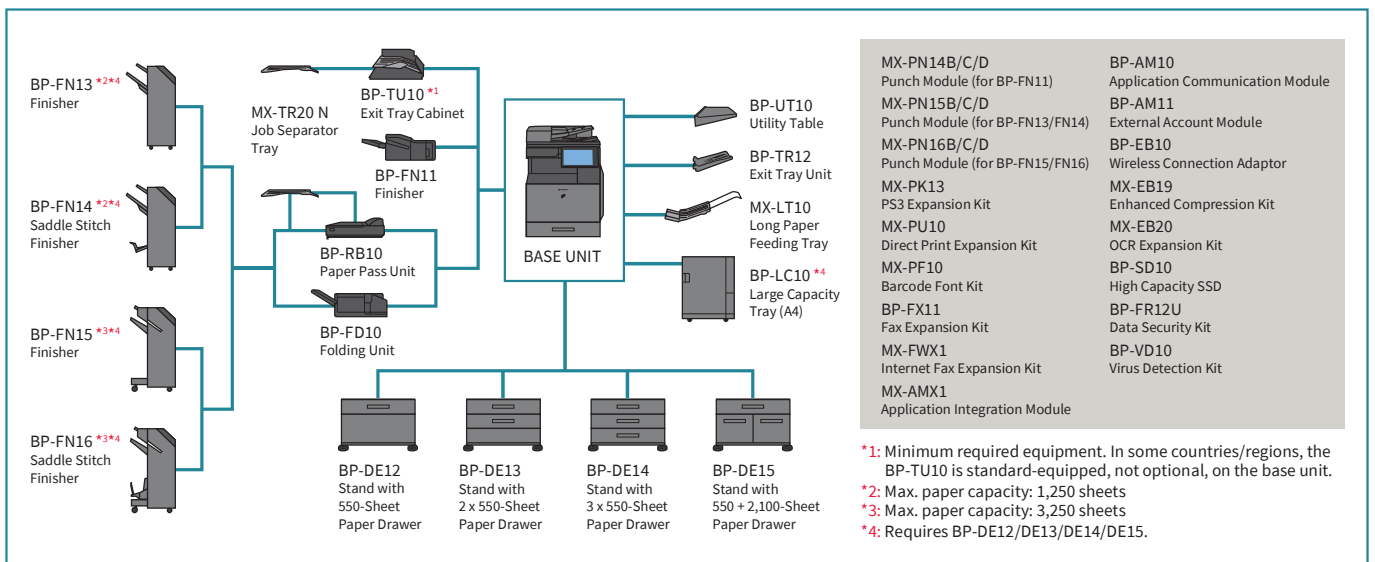 BP-FN13 *2*4
Finisher
BP-FN14 *2*4
Saddle Stitch
Finisher
BP-FN15 *3*4
Finisher
BP-FN16 *3*4
Saddle Stitch
Finisher
MX-TR20 N
Job Separator
Tray
BP-TU10 *1
Exit Tray Cabinet
BP-FN11
Finisher
BP-RB10
Paper Pass Unit
BP-FD10
Folding Unit
BASE UNIT
BP-UT10
Utility Table
BP-TR12
Exit Tray Unit
MX-LT10
Long Paper
Feeding Tray
BP-LC10 *4
Large Capacity
Tray (A4)
BP-DE12
Stand with
550-Sheet
Paper Drawer
BP-DE13
Stand with
2 x 550-Sheet
Paper Drawer
BP-DE14
Stand with
3 x 550-Sheet
Paper Drawer
BP-DE15
Stand with
550 + 2,100-Sheet
Paper Drawer
MX-PN14B/C/D
Punch Module (for BP-FN11)
MX-PN15B/C/D
Punch Module (for BP-FN13/FN14)
MX-PN16B/C/D
Punch Module (for BP-FN15/FN16)
MX-PK13
PS3 Expansion Kit
MX-PU10
Direct Print Expansion Kit
MX-PF10
Barcode Font Kit
BP-FX11
Fax Expansion Kit
MX-FWX1
Internet Fax Expansion Kit
MX-AMX1
Application Integration Module
BP-AM10
Application Communication Module
BP-AM11
External Account Module
BP-EB10
Wireless Connection Adaptor
MX-EB19
Enhanced Compression Kit
MX-EB20
OCR Expansion Kit
BP-SD10
High Capacity SSD
BP-FR12U
Data Security Kit
BP-VD10
Virus Detection Kit
*1: Minimum required equipment. In some countries/regions, the
BP-TU10 is standard-equipped, not optional, on the base unit.
*2: Max. paper capacity: 1,250 sheets
*3: Max. paper capacity: 3,250 sheets
*4: Requires BP-DE12/DE13/DE14/DE15.